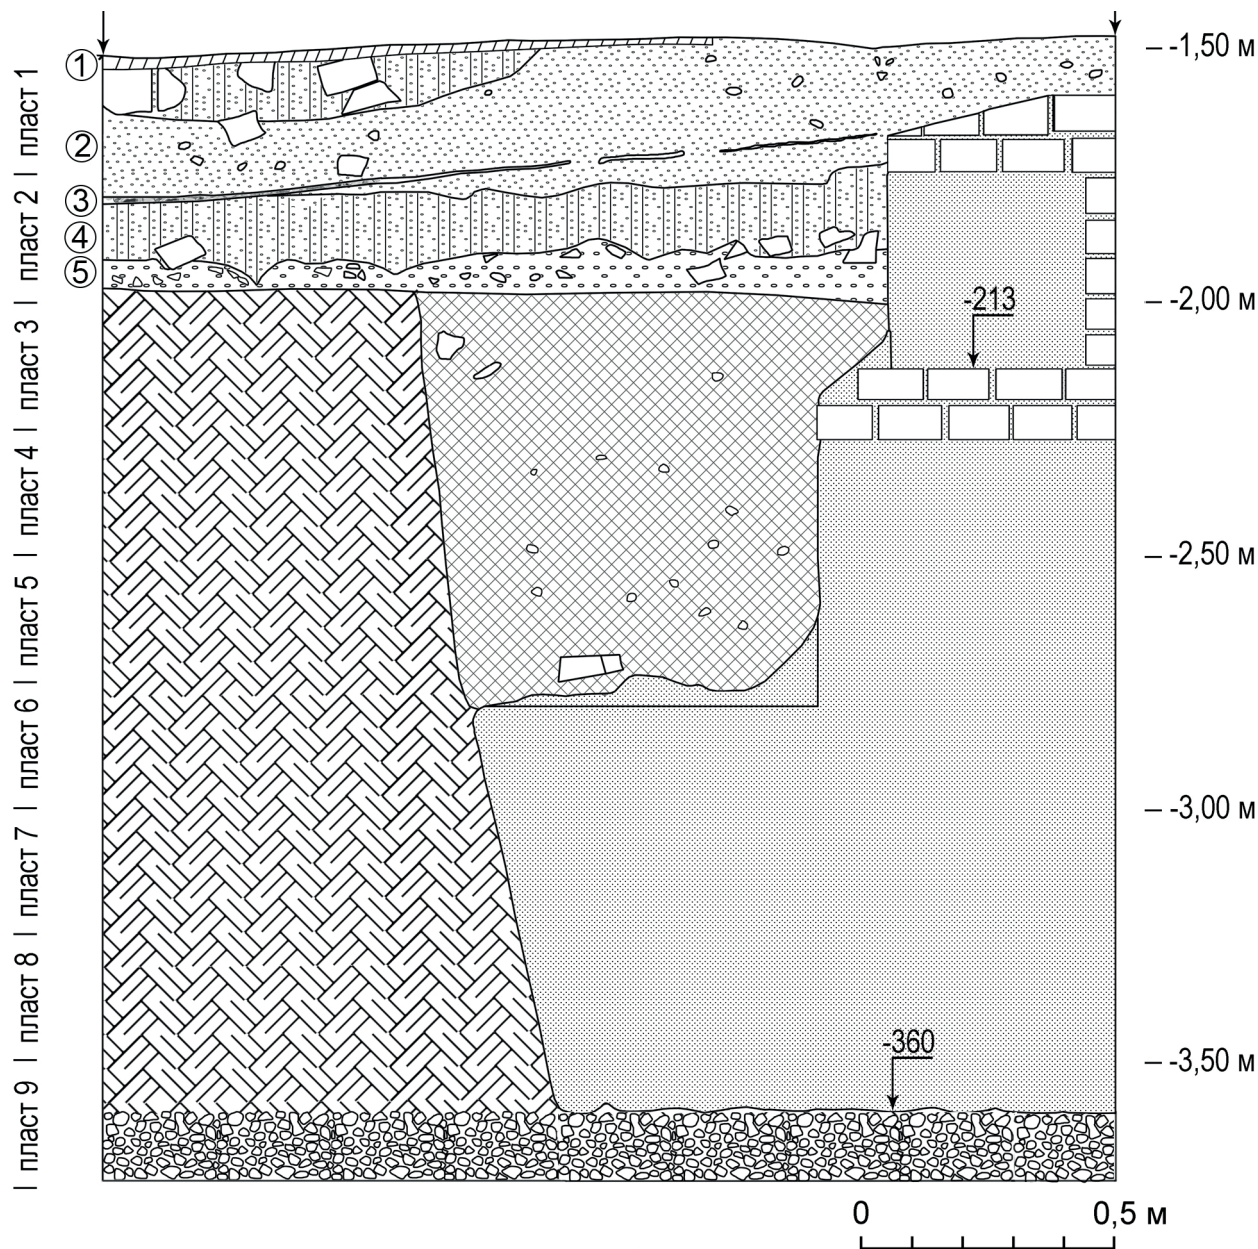 | пласт 9 | пласт 8 | пласт 7 | пласт 6 | пласт 5 | пласт 4 | пласт 3 | пласт 2 | пласт 1
①
②
③
④
⑤
-1,50 м
-2,00 м
-2,50 м
-3,00 м
-3,50 м
-213
-360
0 0,5 м